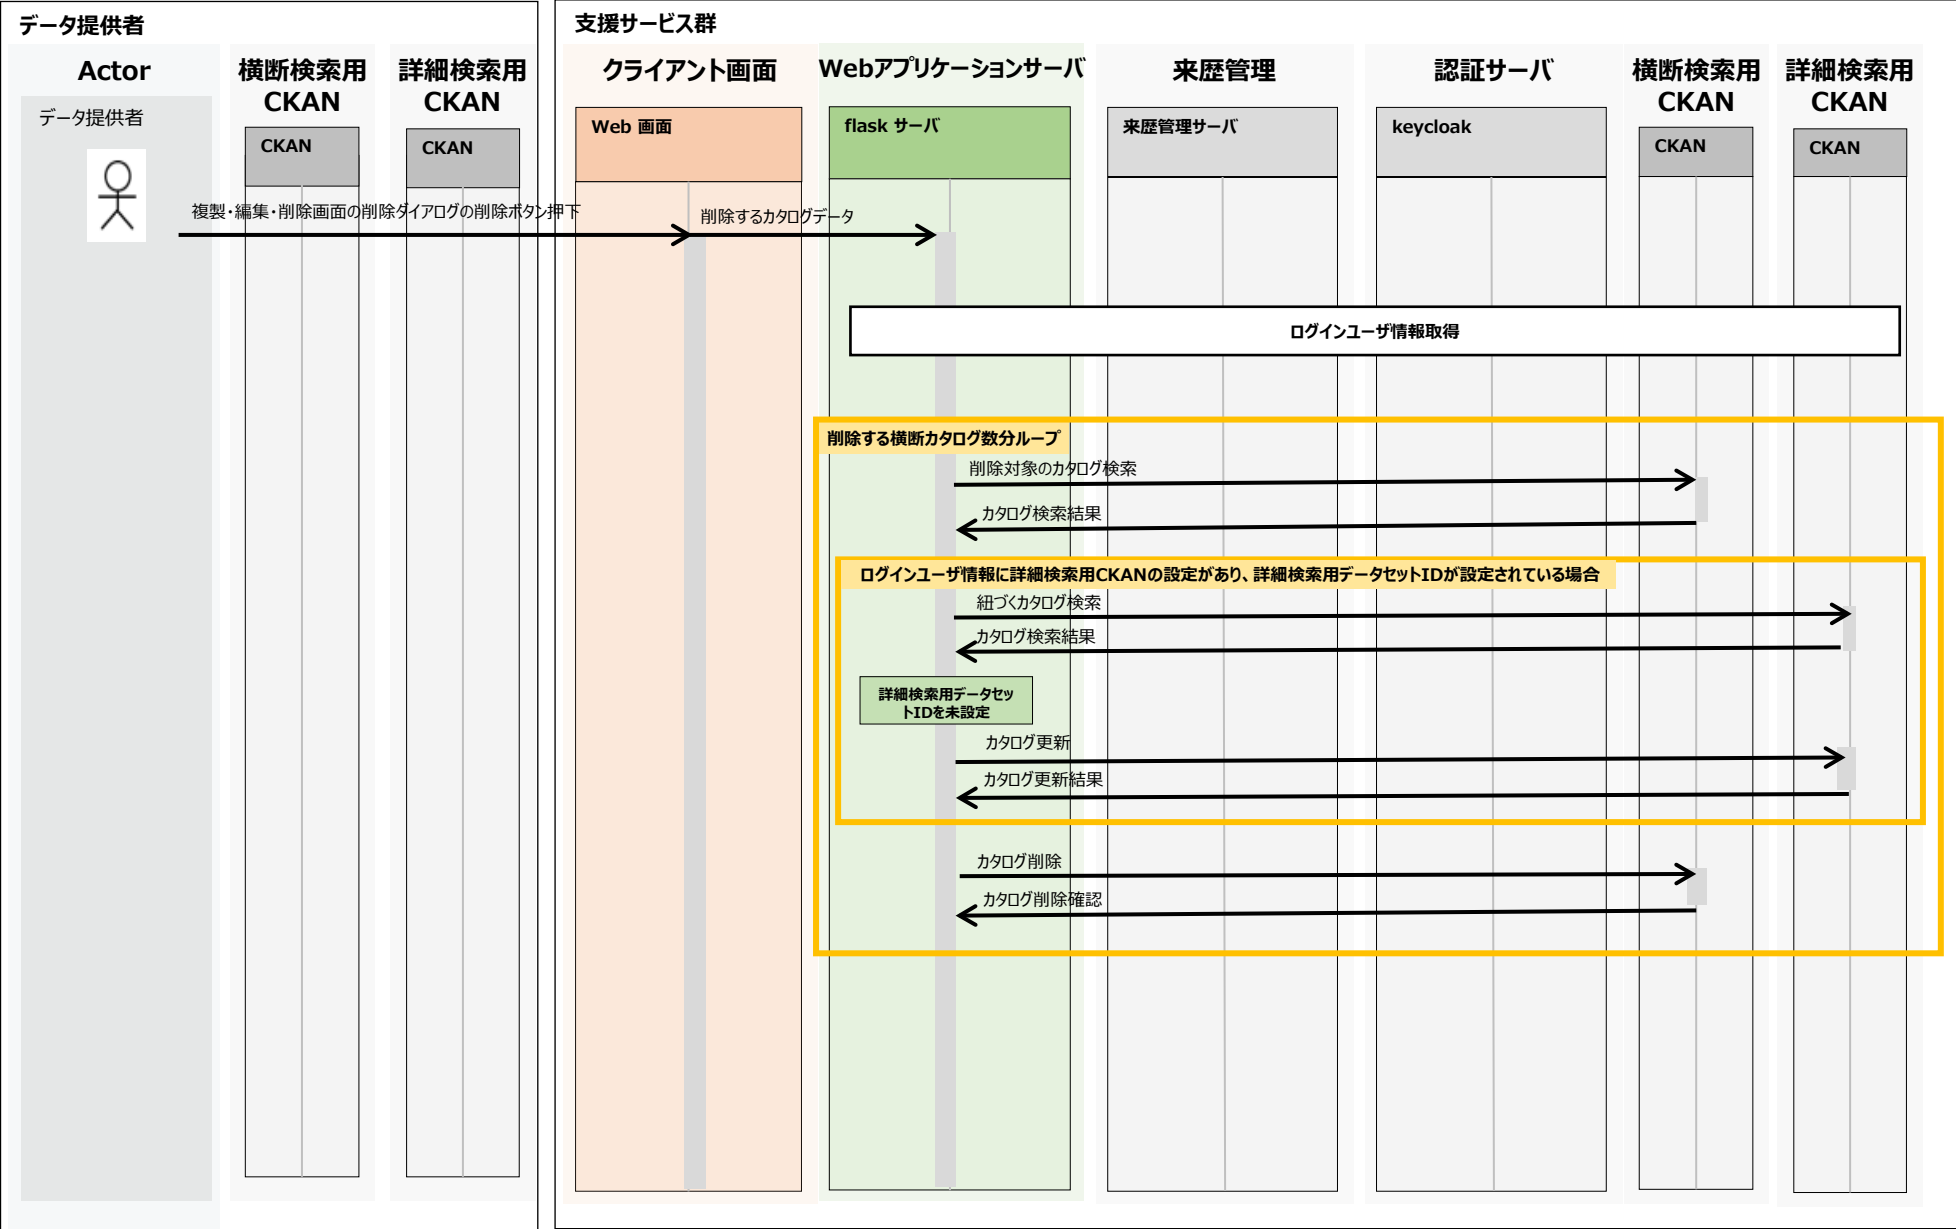 データ提供者
Actor
データ提供者
横断検索用
CKAN
CKAN
詳細検索用
CKAN
CKAN
支援サービス群
クライアント画面
Web 画面
Webアプリケーションサーバ
flask サーバ
来歴管理
来歴管理サーバ
認証サーバ
keycloak
横断検索用
CKAN
CKAN
詳細検索用
CKAN
CKAN
複製・編集・削除画面の削除ダイアログの削除ボタン押下
削除するカタログデータ
ログインユーザ情報取得
削除する横断カタログ数分ループ
削除対象のカタログ検索
カタログ検索結果
ログインユーザ情報に詳細検索用CKANの設定があり、詳細検索用データセットIDが設定されている場合
紐づくカタログ検索
カタログ検索結果
詳細検索用データセッ
トIDを未設定
カタログ更新
カタログ更新結果
カタログ削除
カタログ削除確認